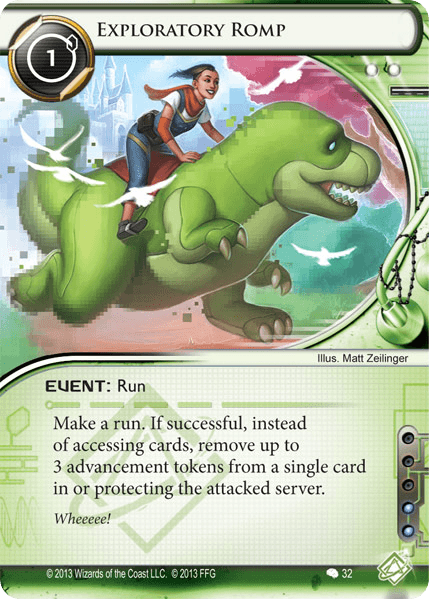 Exploratory Romp
1
Illus. Matt Zeilinger
EVENT: Run
Make a run. If successful, instead
of accessing cards, remove up to
3 advancement tokens from a single card
in or protecting the attacked server.
Wheeeee!
© 2013 Wizards of the Coast LLC. © 2013 FFG
32